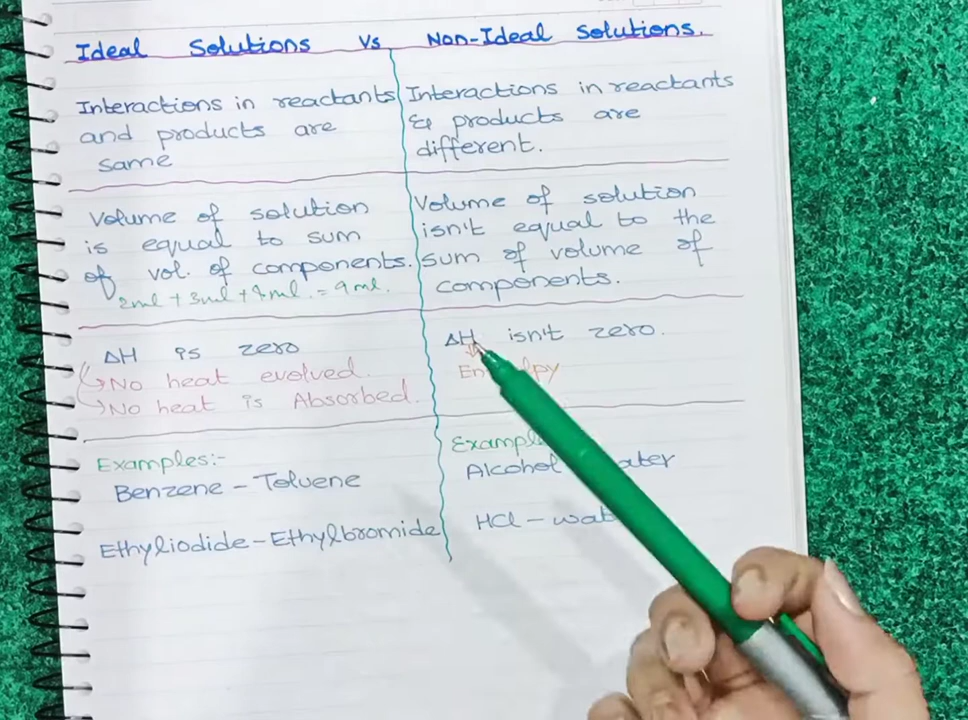 Ideal Solutions Vs Non-Ideal Solutions.
Interactions in reactants
and products are
same
Interactions in reactants
& products are
different.
Volume of solution
is equal to sum
of vol. of components.
2ml + 3ml + 4ml. = 9ml.
Volume of solution
isn't equal to the
sum of volume of
components.
ΔH is zero
No heat evolved.
No heat is Absorbed.
ΔH isn't zero.
Examples:-
Benzene - Toluene
Ethyliodide - Ethylbromide
Alcohol
HCl -